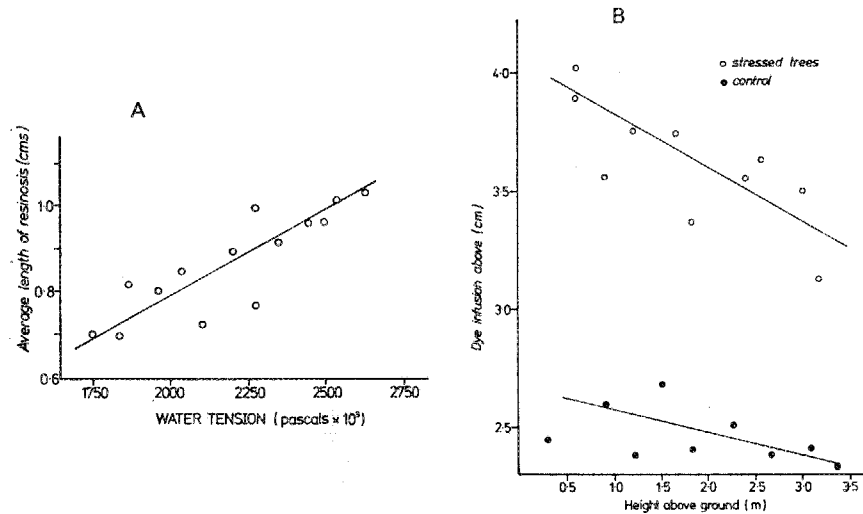 A
Average length of resinosis (cms)
1·0
0·8
0·6
1750 2000 2250 2500 2750
WATER TENSION ( pascals × 10³)
B
○ stressed trees
● control
Dye infusion above (cm)
4·0
3·5
3·0
2·5
0·5 1·0 1·5 2·0 2·5 3·0 3·5
Height above ground (m)